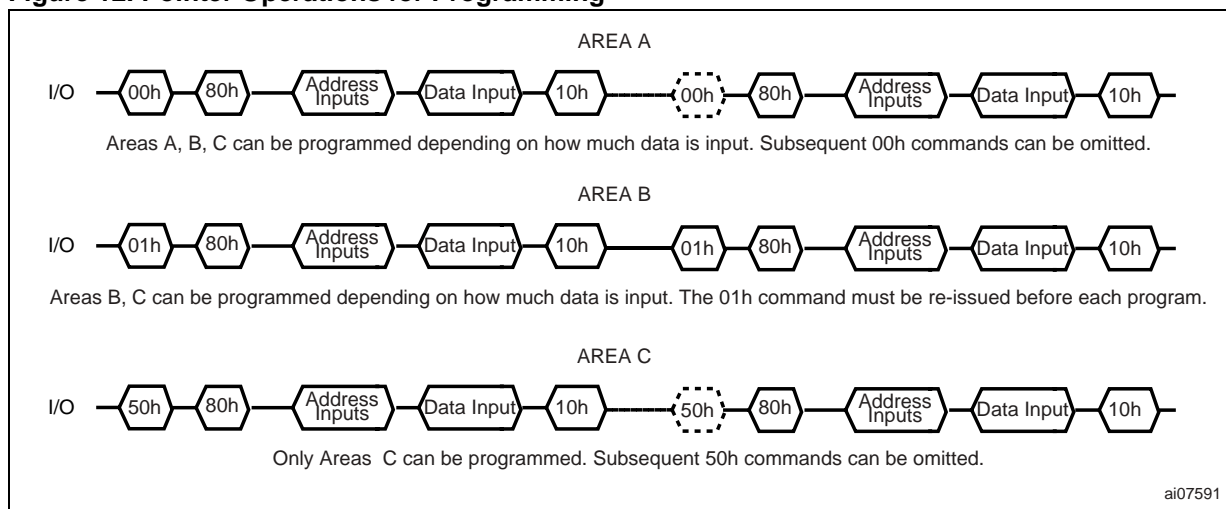 AREA A
I/O 00h 80h Address Inputs Data Input 10h 00h 80h Address Inputs Data Input 10h
Areas A, B, C can be programmed depending on how much data is input. Subsequent 00h commands can be omitted.
AREA B
I/O 01h 80h Address Inputs Data Input 10h 01h 80h Address Inputs Data Input 10h
Areas B, C can be programmed depending on how much data is input. The 01h command must be re-issued before each program.
AREA C
I/O 50h 80h Address Inputs Data Input 10h 50h 80h Address Inputs Data Input 10h
Only Areas C can be programmed. Subsequent 50h commands can be omitted.
ai07591